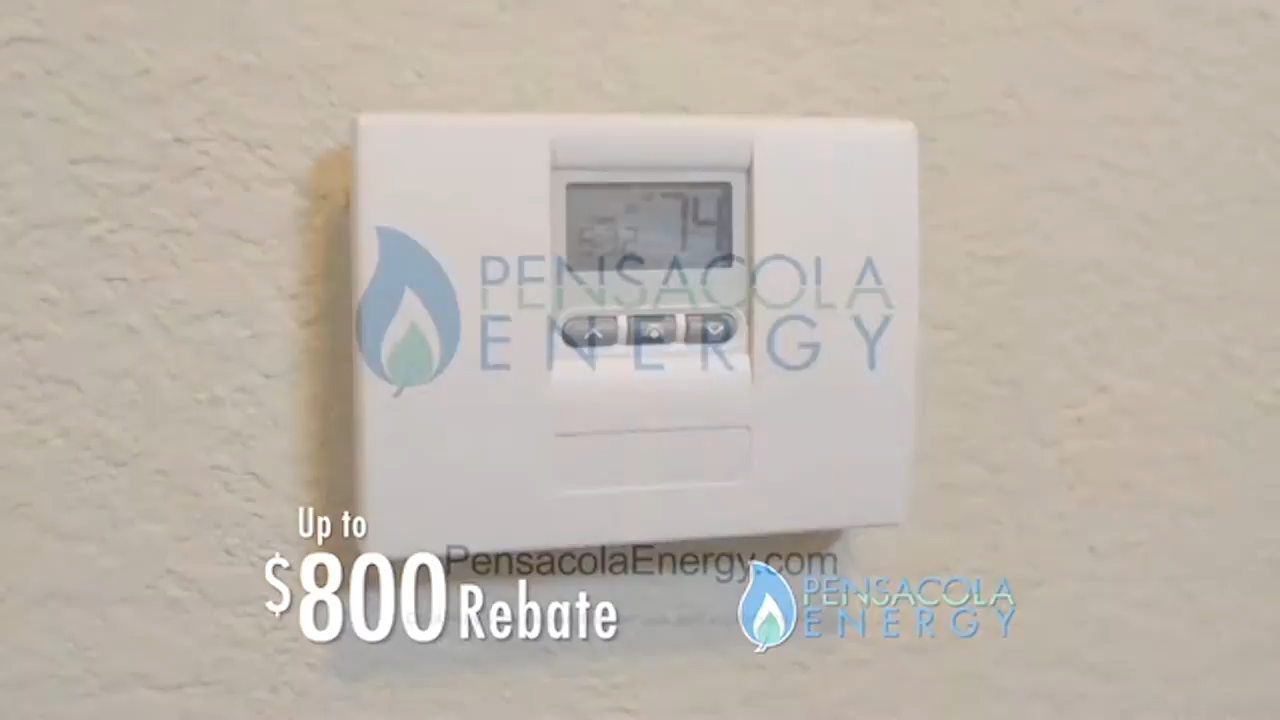 74
PENSACOLA
ENERGY
PensacolaEnergy.com
Up to
$800 Rebate
PENSACOLA
ENERGY